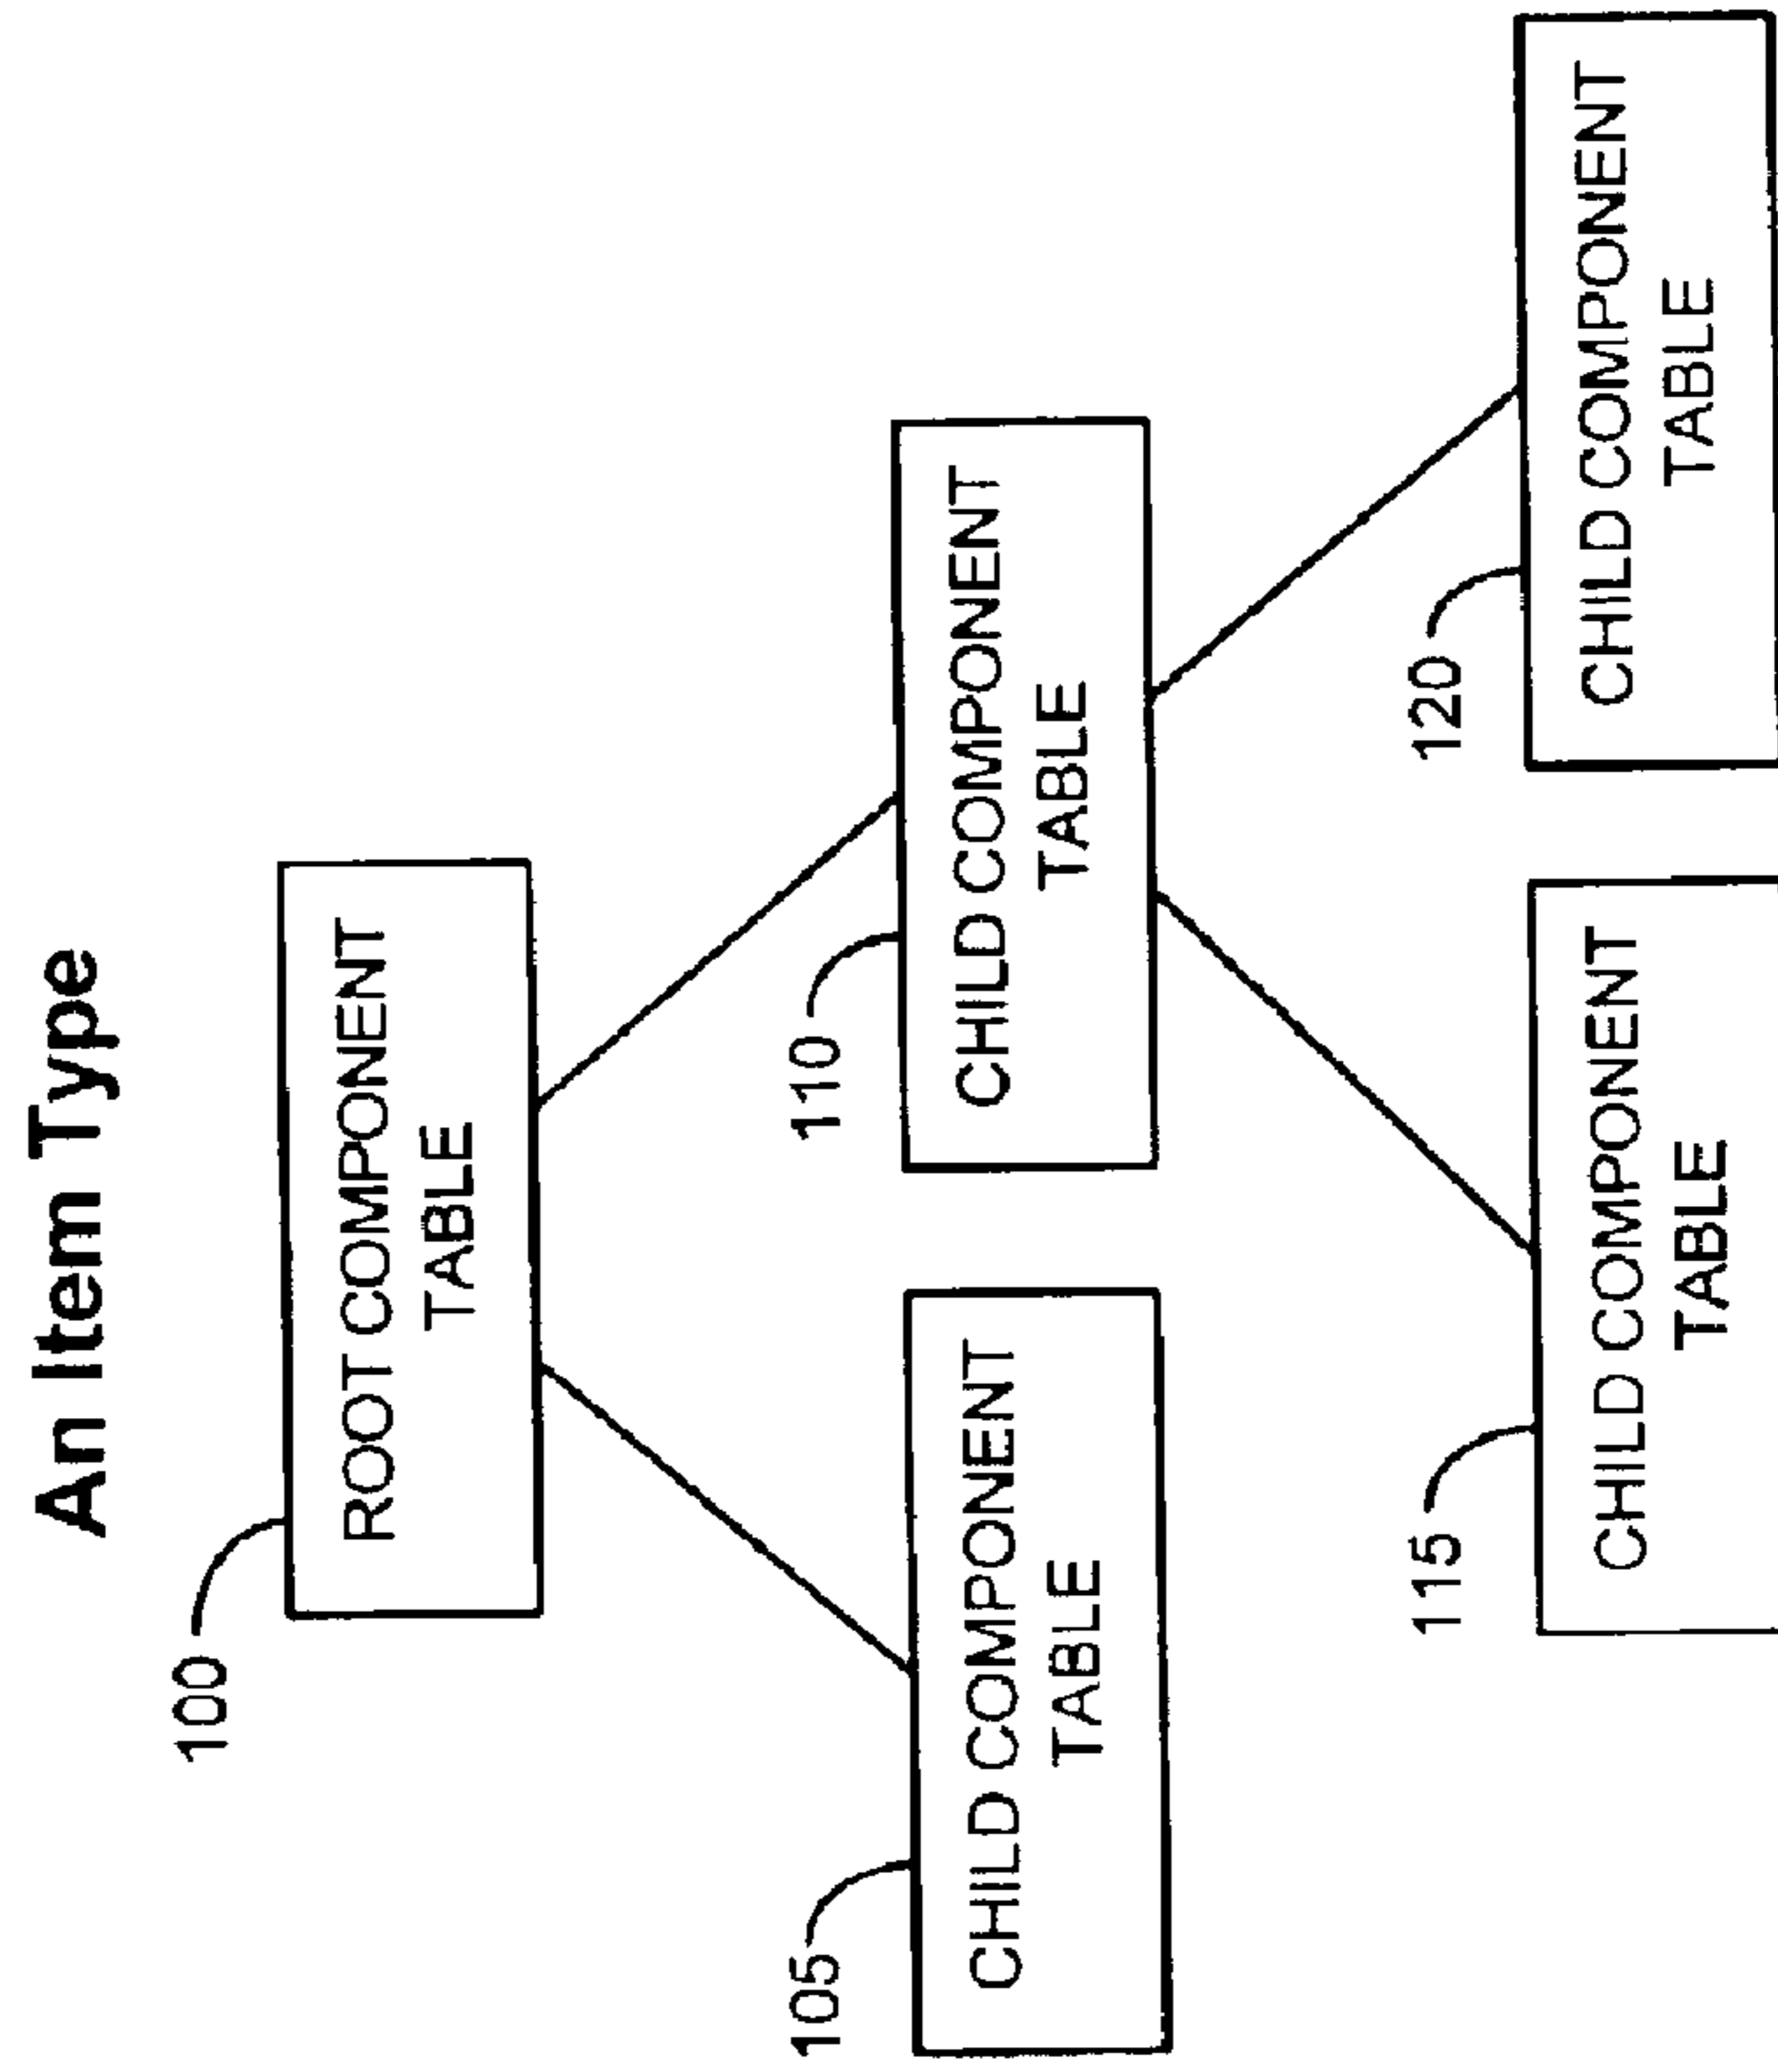 An Item Type
100
ROOT COMPONENT
TABLE
105
CHILD COMPONENT
TABLE
110
CHILD COMPONENT
TABLE
115
CHILD COMPONENT
TABLE
120
CHILD COMPONENT
TABLE